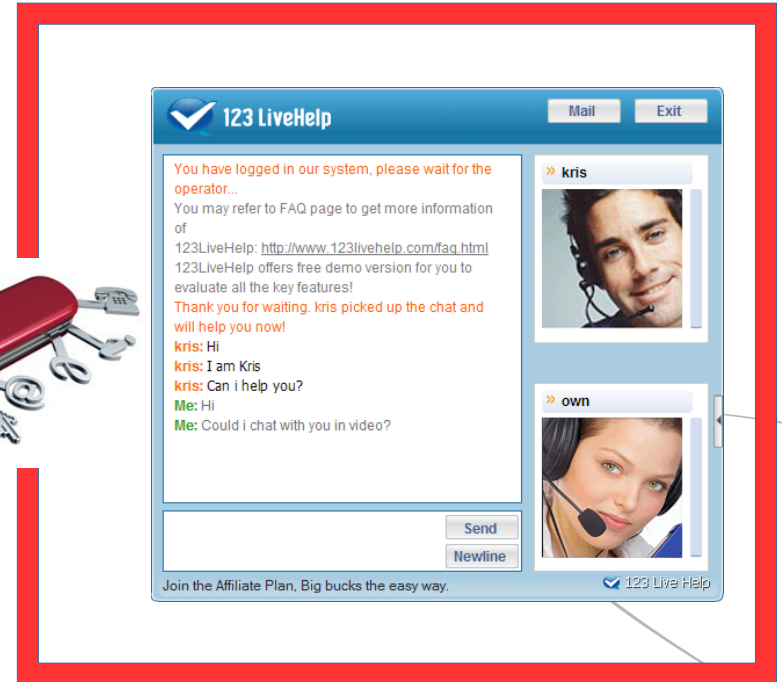 123 LiveHelp
Mail
Exit
You have logged in our system, please wait for the
operator...
You may refer to FAQ page to get more information
of
123LiveHelp: http://www.123livehelp.com/faq.html
123LiveHelp offers free demo version for you to
evaluate all the key features!
Thank you for waiting. kris picked up the chat and
will help you now!
kris: Hi
kris: I am Kris
kris: Can i help you?
Me: Hi
Me: Could i chat with you in video?
» kris
» own
Send
Newline
Join the Affiliate Plan, Big bucks the easy way.
123 Live Help
@